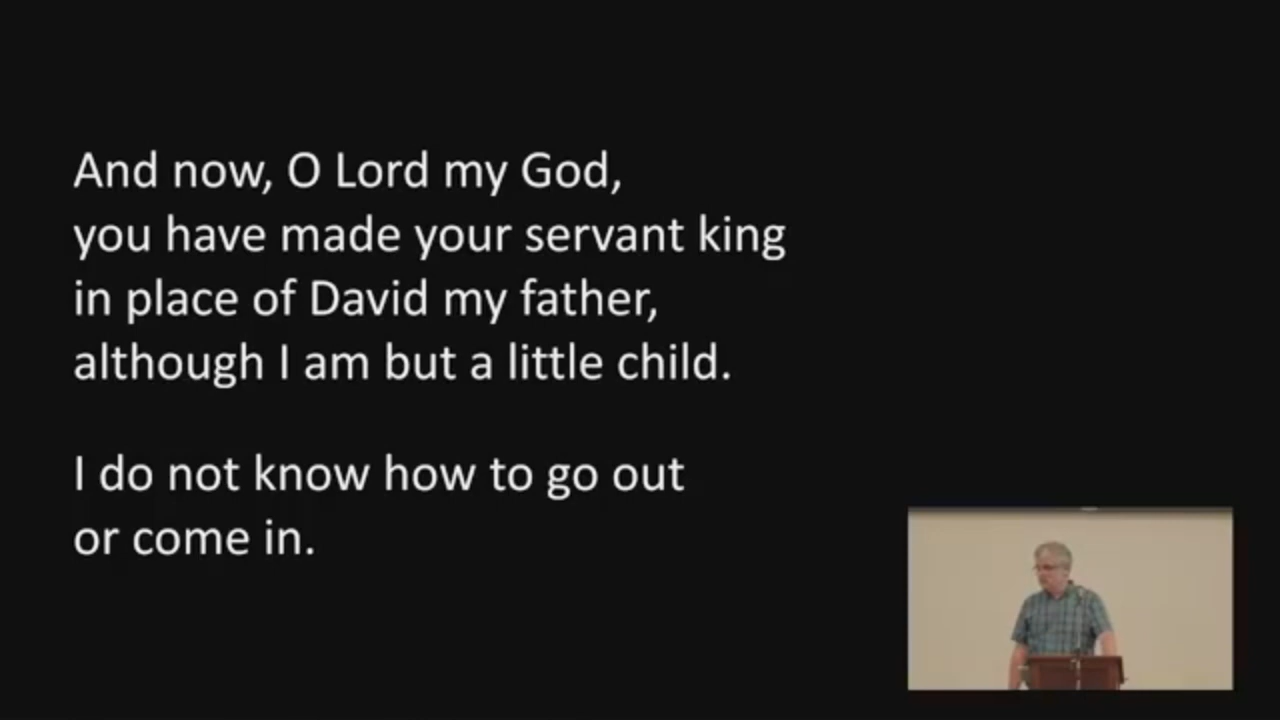 And now, O Lord my God,
you have made your servant king
in place of David my father,
although I am but a little child.
I do not know how to go out
or come in.